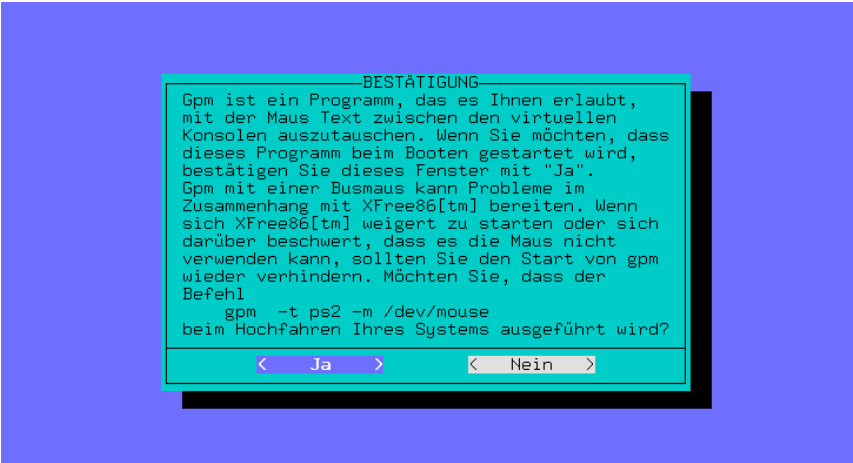 BESTÄTIGUNG
Gpm ist ein Programm, das es Ihnen erlaubt,
mit der Maus Text zwischen den virtuellen
Konsolen auszutauschen. Wenn Sie möchten, dass
dieses Programm beim Booten gestartet wird,
bestätigen Sie dieses Fenster mit "Ja".
Gpm mit einer Busmaus kann Probleme im
Zusammenhang mit XFree86[tm] bereiten. Wenn
sich XFree86[tm] weigert zu starten oder sich
darüber beschwert, dass es die Maus nicht
verwenden kann, sollten Sie den Start von gpm
wieder verhindern. Möchten Sie, dass der
Befehl
gpm -t ps2 -m /dev/mouse
beim Hochfahren Ihres Systems ausgeführt wird?
< Ja > < Nein >